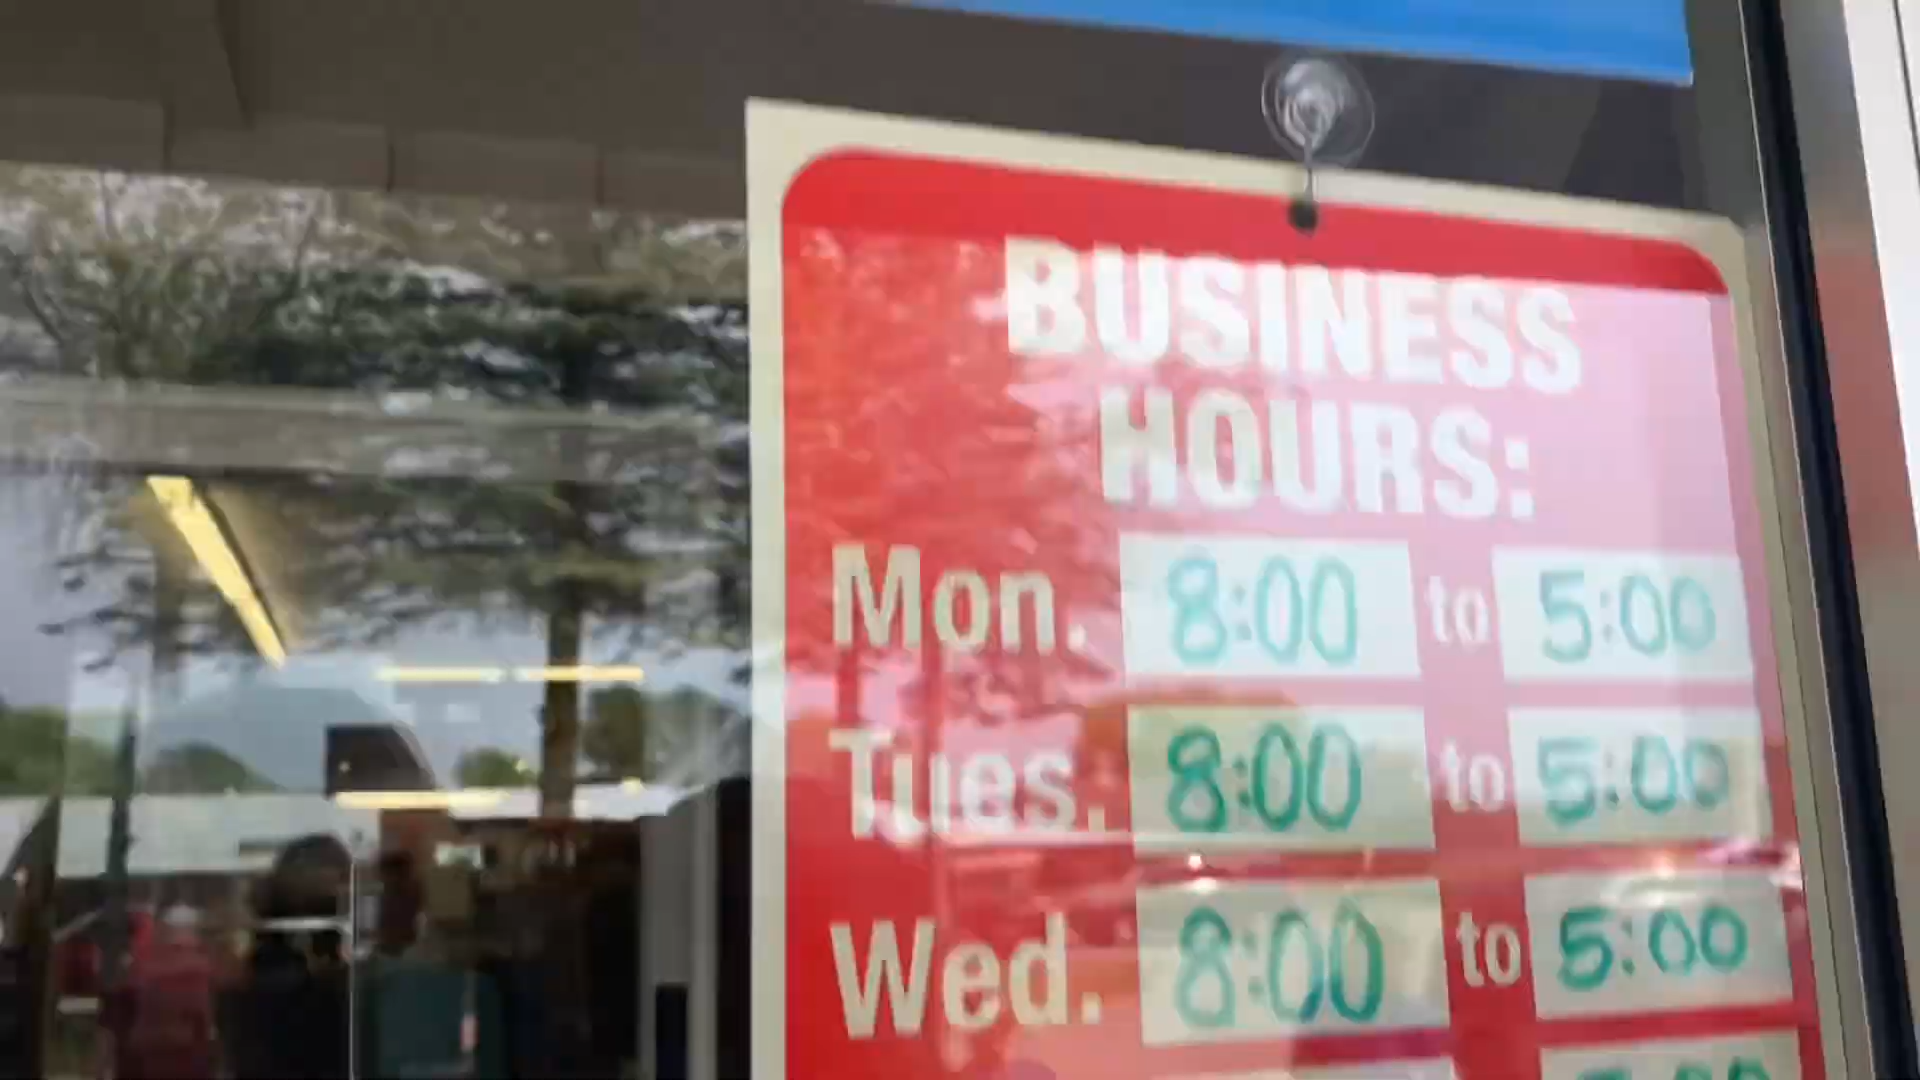 BUSINESS
HOURS:
Mon. 8:00 to 5:00
Tues. 8:00 to 5:00
Wed. 8:00 to 5:00